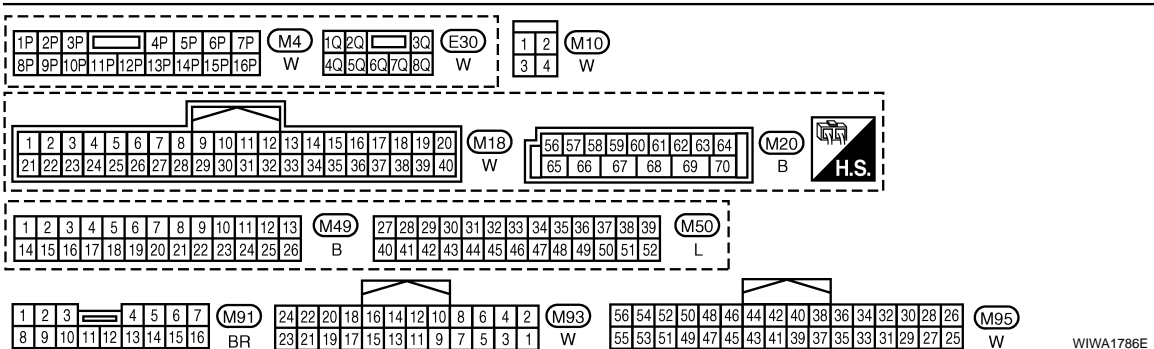 1P 2P 3P 4P 5P 6P 7P M4 1Q 2Q 3Q E30 1 2 M10
8P 9P 10P 11P 12P 13P 14P 15P 16P W 4Q 5Q 6Q 7Q 8Q W 3 4 W
1 2 3 4 5 6 7 8 9 10 11 12 13 14 15 16 17 18 19 20 M18 56 57 58 59 60 61 62 63 64 M20
21 22 23 24 25 26 27 28 29 30 31 32 33 34 35 36 37 38 39 40 W 65 66 67 68 69 70 B H.S.
1 2 3 4 5 6 7 8 9 10 11 12 13 M49 27 28 29 30 31 32 33 34 35 36 37 38 39 M50
14 15 16 17 18 19 20 21 22 23 24 25 26 B 40 41 42 43 44 45 46 47 48 49 50 51 52 L
1 2 3 4 5 6 7 M91 24 22 20 18 16 14 12 10 8 6 4 2 M93 56 54 52 50 48 46 44 42 40 38 36 34 32 30 28 26 M95
8 9 10 11 12 13 14 15 16 BR 23 21 19 17 15 13 11 9 7 5 3 1 W 55 53 51 49 47 45 43 41 39 37 35 33 31 29 27 25 W WIWA1786E